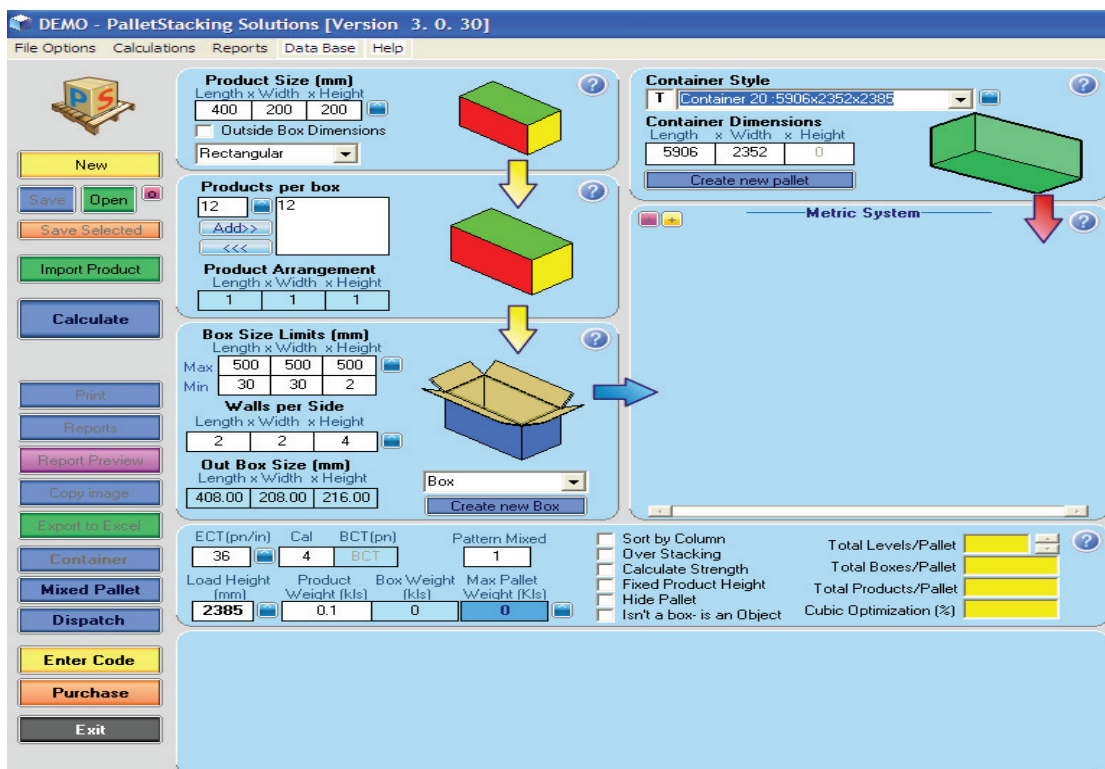 DEMO - PalletStacking Solutions [Version 3. 0. 30]
File Options Calculations Reports Data Base Help
P S
New
Save Open O
Save Selected
Import Product
Calculate
Print
Reports
Report Preview
Copy image
Export to Excel
Container
Mixed Pallet
Dispatch
Enter Code
Purchase
Exit
Product Size (mm)
Length x Width x Height
400 200 200
Outside Box Dimensions
Rectangular
?
Products per box
12 12
Add>>
<<<
Product Arrangement
Length x Width x Height
1 1 1
?
Box Size Limits (mm)
Length x Width x Height
Max 500 500 500
Min 30 30 2
Walls per Side
Length x Width x Height
2 2 4
Out Box Size (mm)
Length x Width x Height
408.00 208.00 216.00
?
Box
Create new Box
Container Style
T Container 20 :5906x2352x2385
Container Dimensions
Length x Width x Height
5906 2352 0
Create new pallet
?
Metric System
?
ECT(pn/in) Cal BCT(pn) Pattern Mixed
36 4 BCT 1
Load Height (mm) Product Weight (Kls) Box Weight (kls) Max Pallet Weight (Kls)
2385 0.1 0 0
Sort by Column
Over Stacking
Calculate Strength
Fixed Product Height
Hide Pallet
Isn't a box- is an Object
Total Levels/Pallet
Total Boxes/Pallet
Total Products/Pallet
Cubic Optimization (%)
?